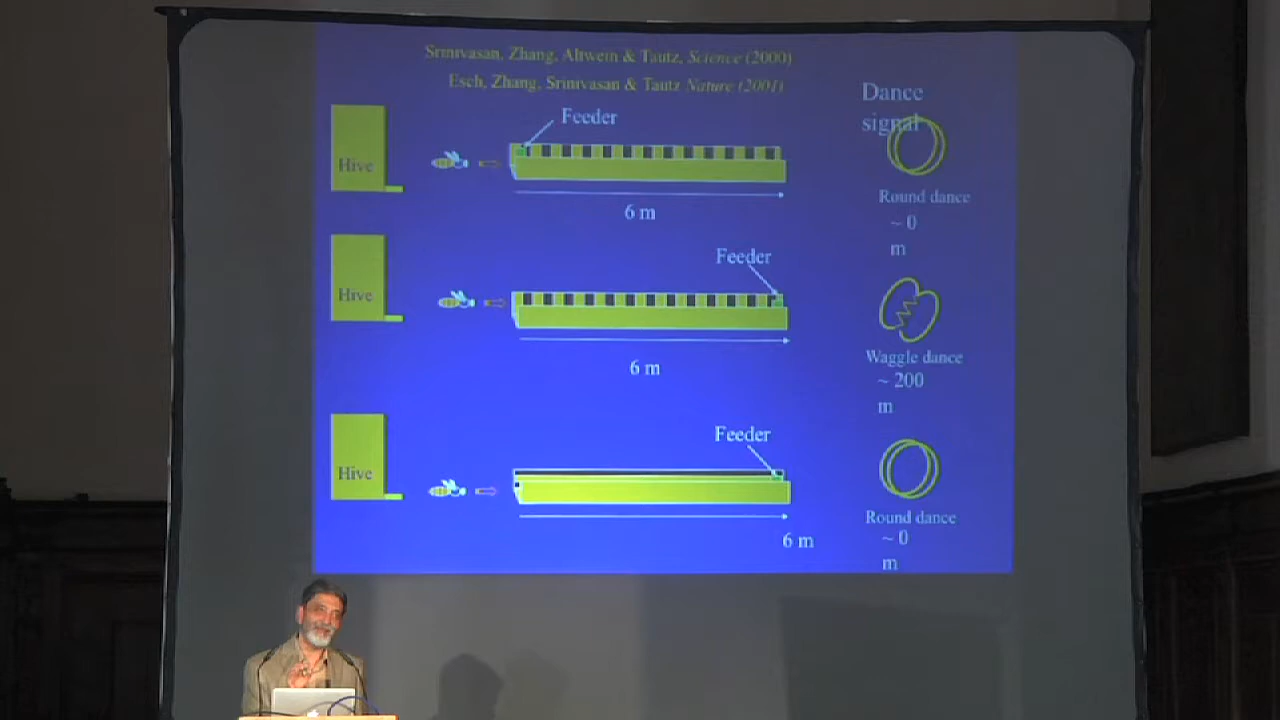 Srinivasan, Zhang, Altwein & Tautz, Science (2000)
Esch, Zhang, Srinivasan & Tautz Nature (2001)
Dance
signal
Feeder
Hive
6 m
Round dance
~ 0
m
Feeder
Hive
6 m
Waggle dance
~ 200
m
Feeder
Hive
6 m
Round dance
~ 0
m